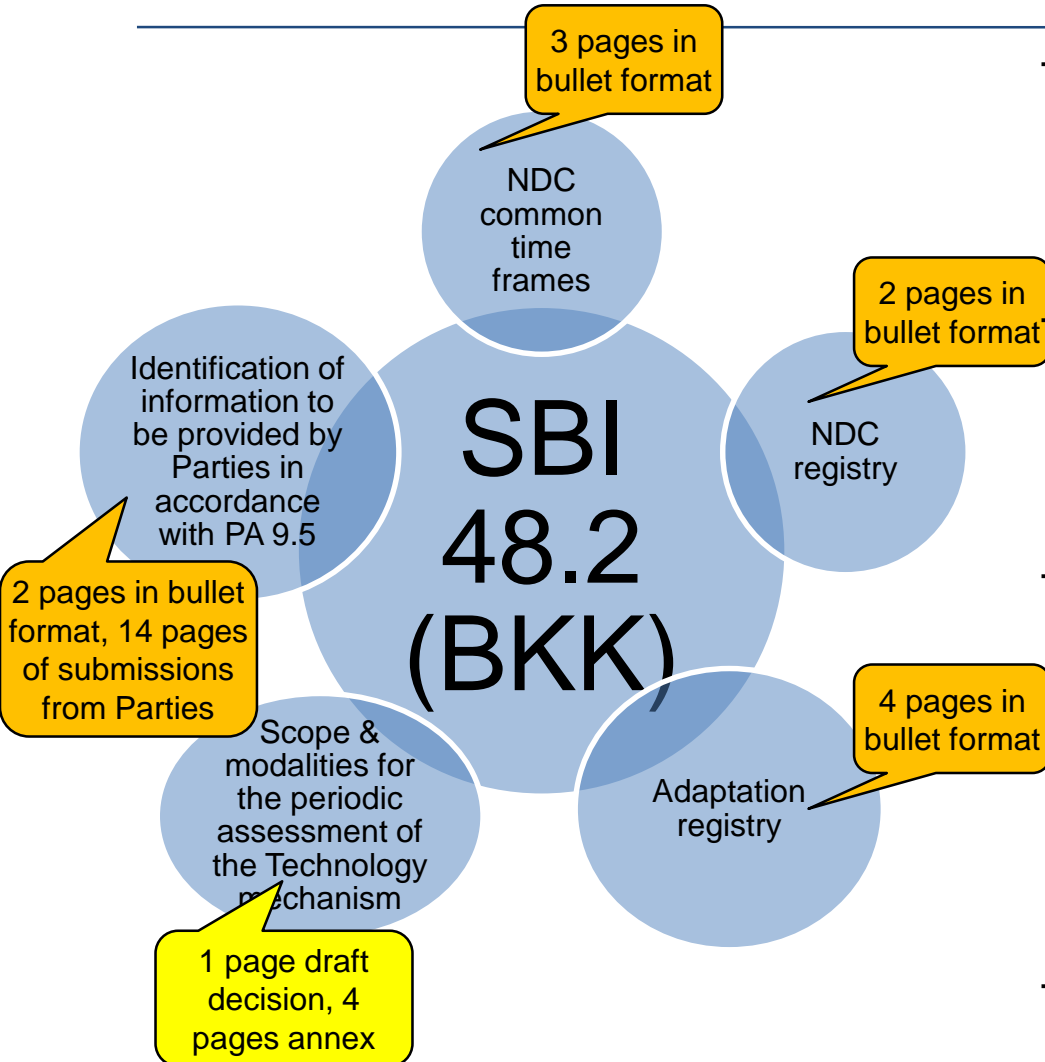 3 pages in
bullet format
NDC
common
time
frames
2 pages in
bullet format
NDC
registry
Identification of
information to
be provided by
Parties in
accordance
with PA 9.5
SBI
48.2
(BKK)
2 pages in bullet
format, 14 pages
of submissions
from Parties
4 pages in
bullet format
Adaptation
registry
Scope &
modalities for
the periodic
assessment of
the Technology
mechanism
1 page draft
decision, 4
pages annex